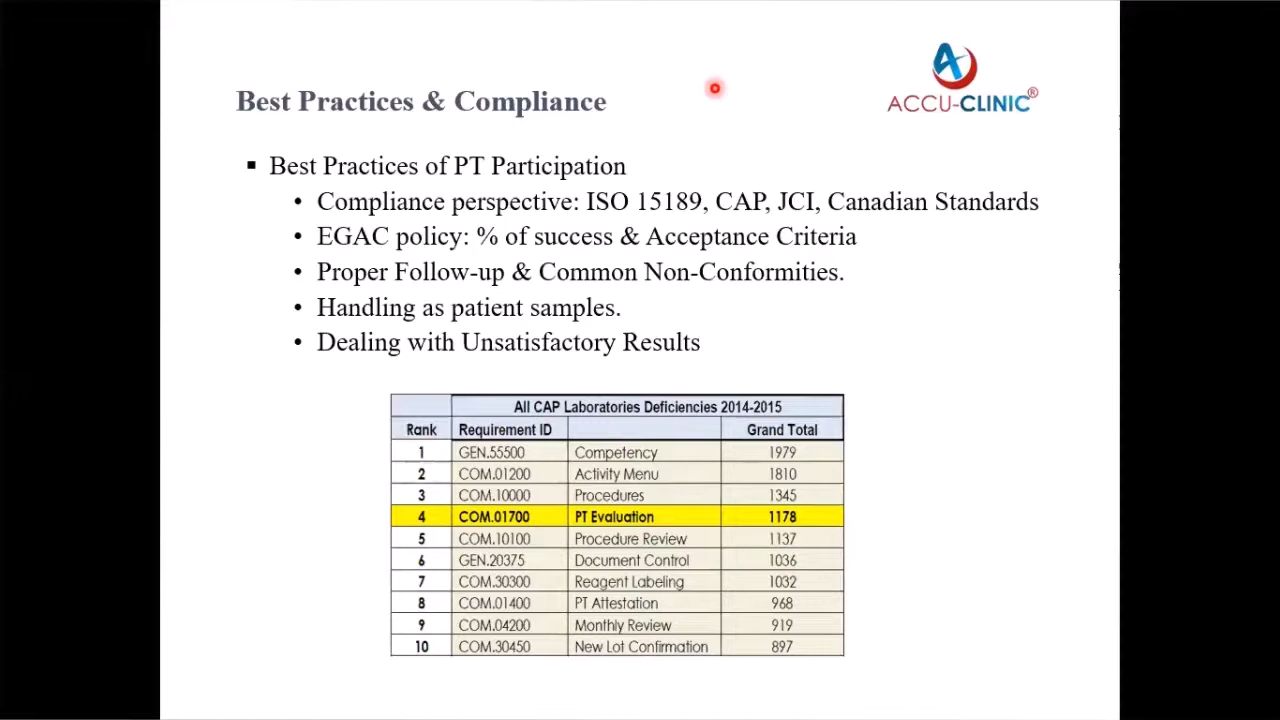 ACCU-CLINIC®
Best Practices & Compliance
▪ Best Practices of PT Participation
• Compliance perspective: ISO 15189, CAP, JCI, Canadian Standards
• EGAC policy: % of success & Acceptance Criteria
• Proper Follow-up & Common Non-Conformities.
• Handling as patient samples.
• Dealing with Unsatisfactory Results
All CAP Laboratories Deficiencies 2014-2015
Rank Requirement ID Grand Total
1 GEN.55500 Competency 1979
2 COM.01200 Activity Menu 1810
3 COM.10000 Procedures 1345
4 COM.01700 PT Evaluation 1178
5 COM.10100 Procedure Review 1137
6 GEN.20375 Document Control 1036
7 COM.30300 Reagent Labeling 1032
8 COM.01400 PT Attestation 968
9 COM.04200 Monthly Review 919
10 COM.30450 New Lot Confirmation 897